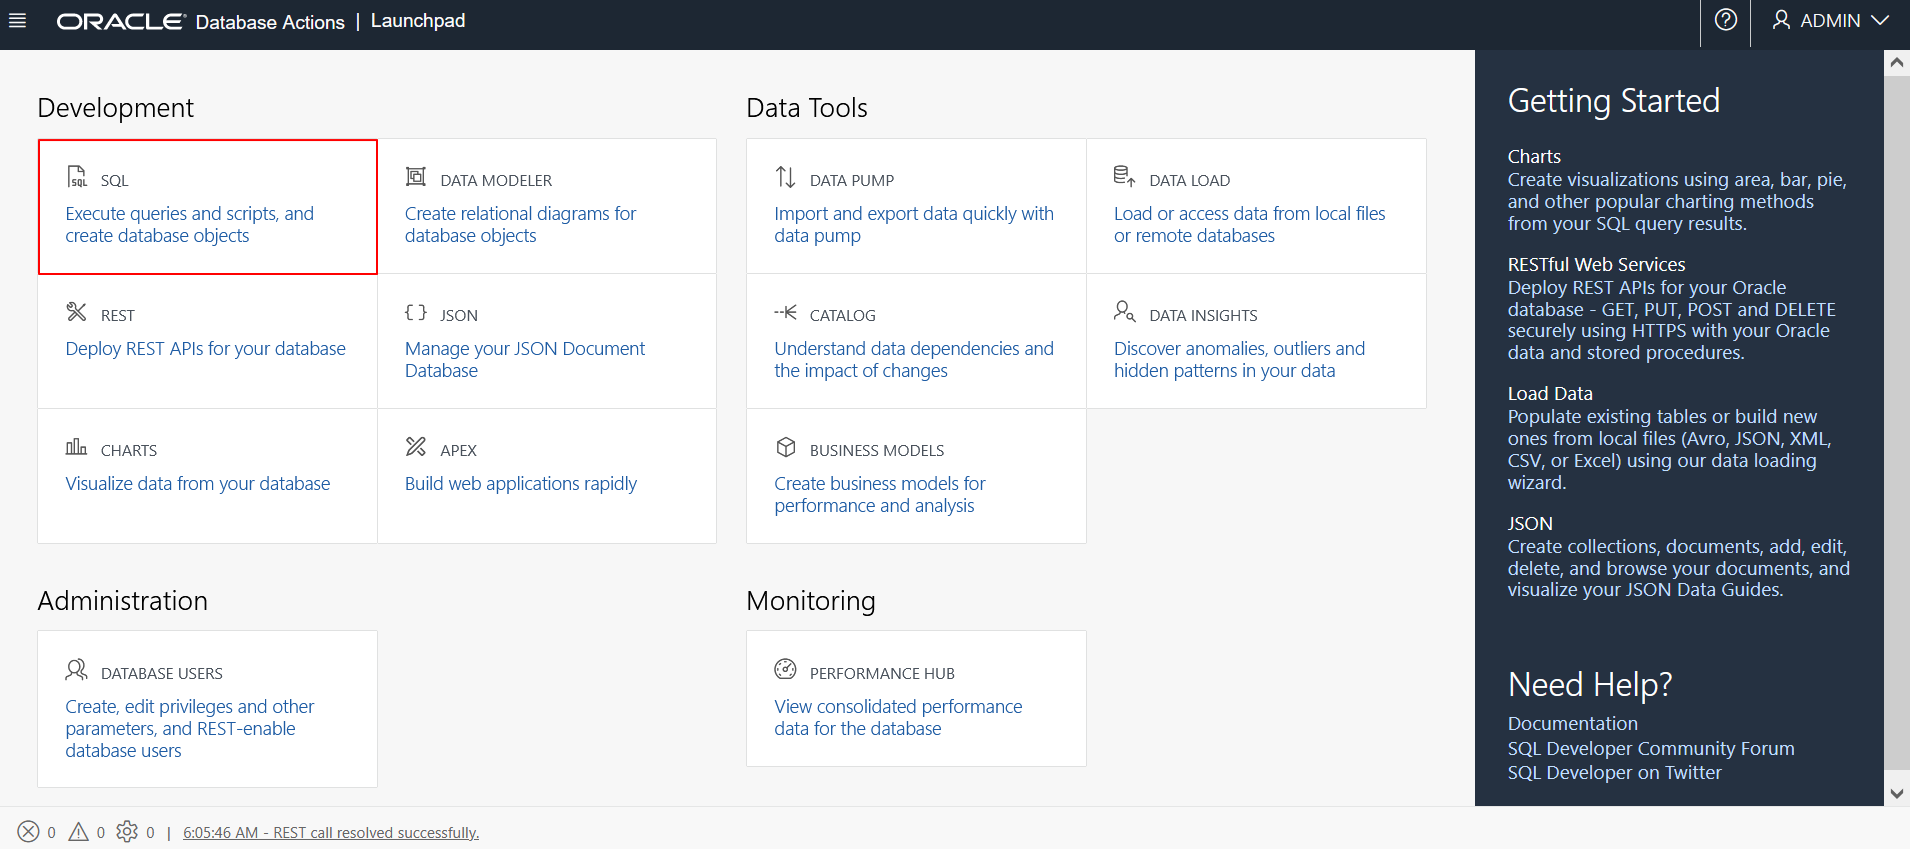 ORACLE Database Actions | Launchpad
ADMIN
Development
SQL
Execute queries and scripts, and
create database objects
DATA MODELER
Create relational diagrams for
database objects
REST
Deploy REST APIs for your database
JSON
Manage your JSON Document
Database
CHARTS
Visualize data from your database
APEX
Build web applications rapidly
Data Tools
DATA PUMP
Import and export data quickly with
data pump
DATA LOAD
Load or access data from local files
or remote databases
CATALOG
Understand data dependencies and
the impact of changes
DATA INSIGHTS
Discover anomalies, outliers and
hidden patterns in your data
BUSINESS MODELS
Create business models for
performance and analysis
Administration
DATABASE USERS
Create, edit privileges and other
parameters, and REST-enable
database users
Monitoring
PERFORMANCE HUB
View consolidated performance
data for the database
Getting Started
Charts
Create visualizations using area, bar, pie,
and other popular charting methods
from your SQL query results.
RESTful Web Services
Deploy REST APIs for your Oracle
database - GET, PUT, POST and DELETE
securely using HTTPS with your Oracle
data and stored procedures.
Load Data
Populate existing tables or build new
ones from local files (Avro, JSON, XML,
CSV, or Excel) using our data loading
wizard.
JSON
Create collections, documents, add, edit,
delete, and browse your documents, and
visualize your JSON Data Guides.
Need Help?
Documentation
SQL Developer Community Forum
SQL Developer on Twitter
0 0 0 | 6:05:46 AM - REST call resolved successfully.